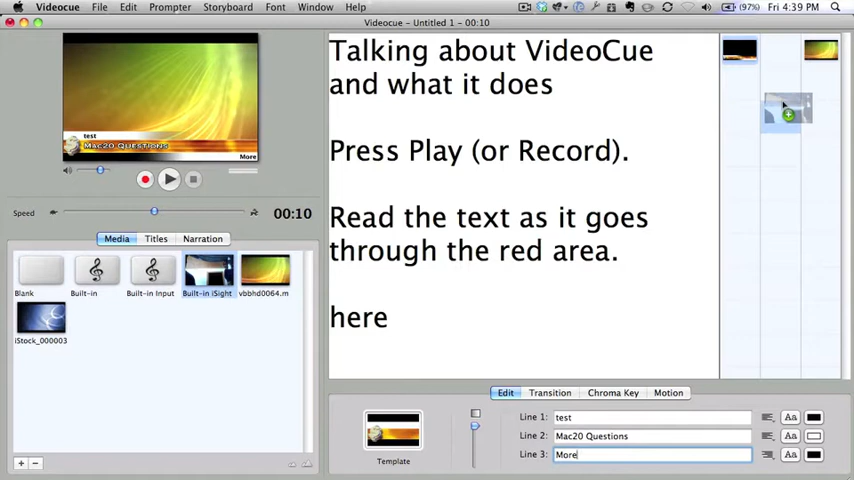 Videocue File Edit Prompter Storyboard Font Window Help (97%) Fri 4:39 PM
Videocue - Untitled 1 - 00:10
test
Mac20 Questions
More
Speed 00:10
Media Titles Narration
Blank Built-in Built-in Input Built-in iSight vbbhd0064.m
iStock_000003
Talking about VideoCue
and what it does
Press Play (or Record).
Read the text as it goes
through the red area.
here
Edit Transition Chroma Key Motion
Template
Line 1: test Aa
Line 2: Mac20 Questions Aa
Line 3: More Aa